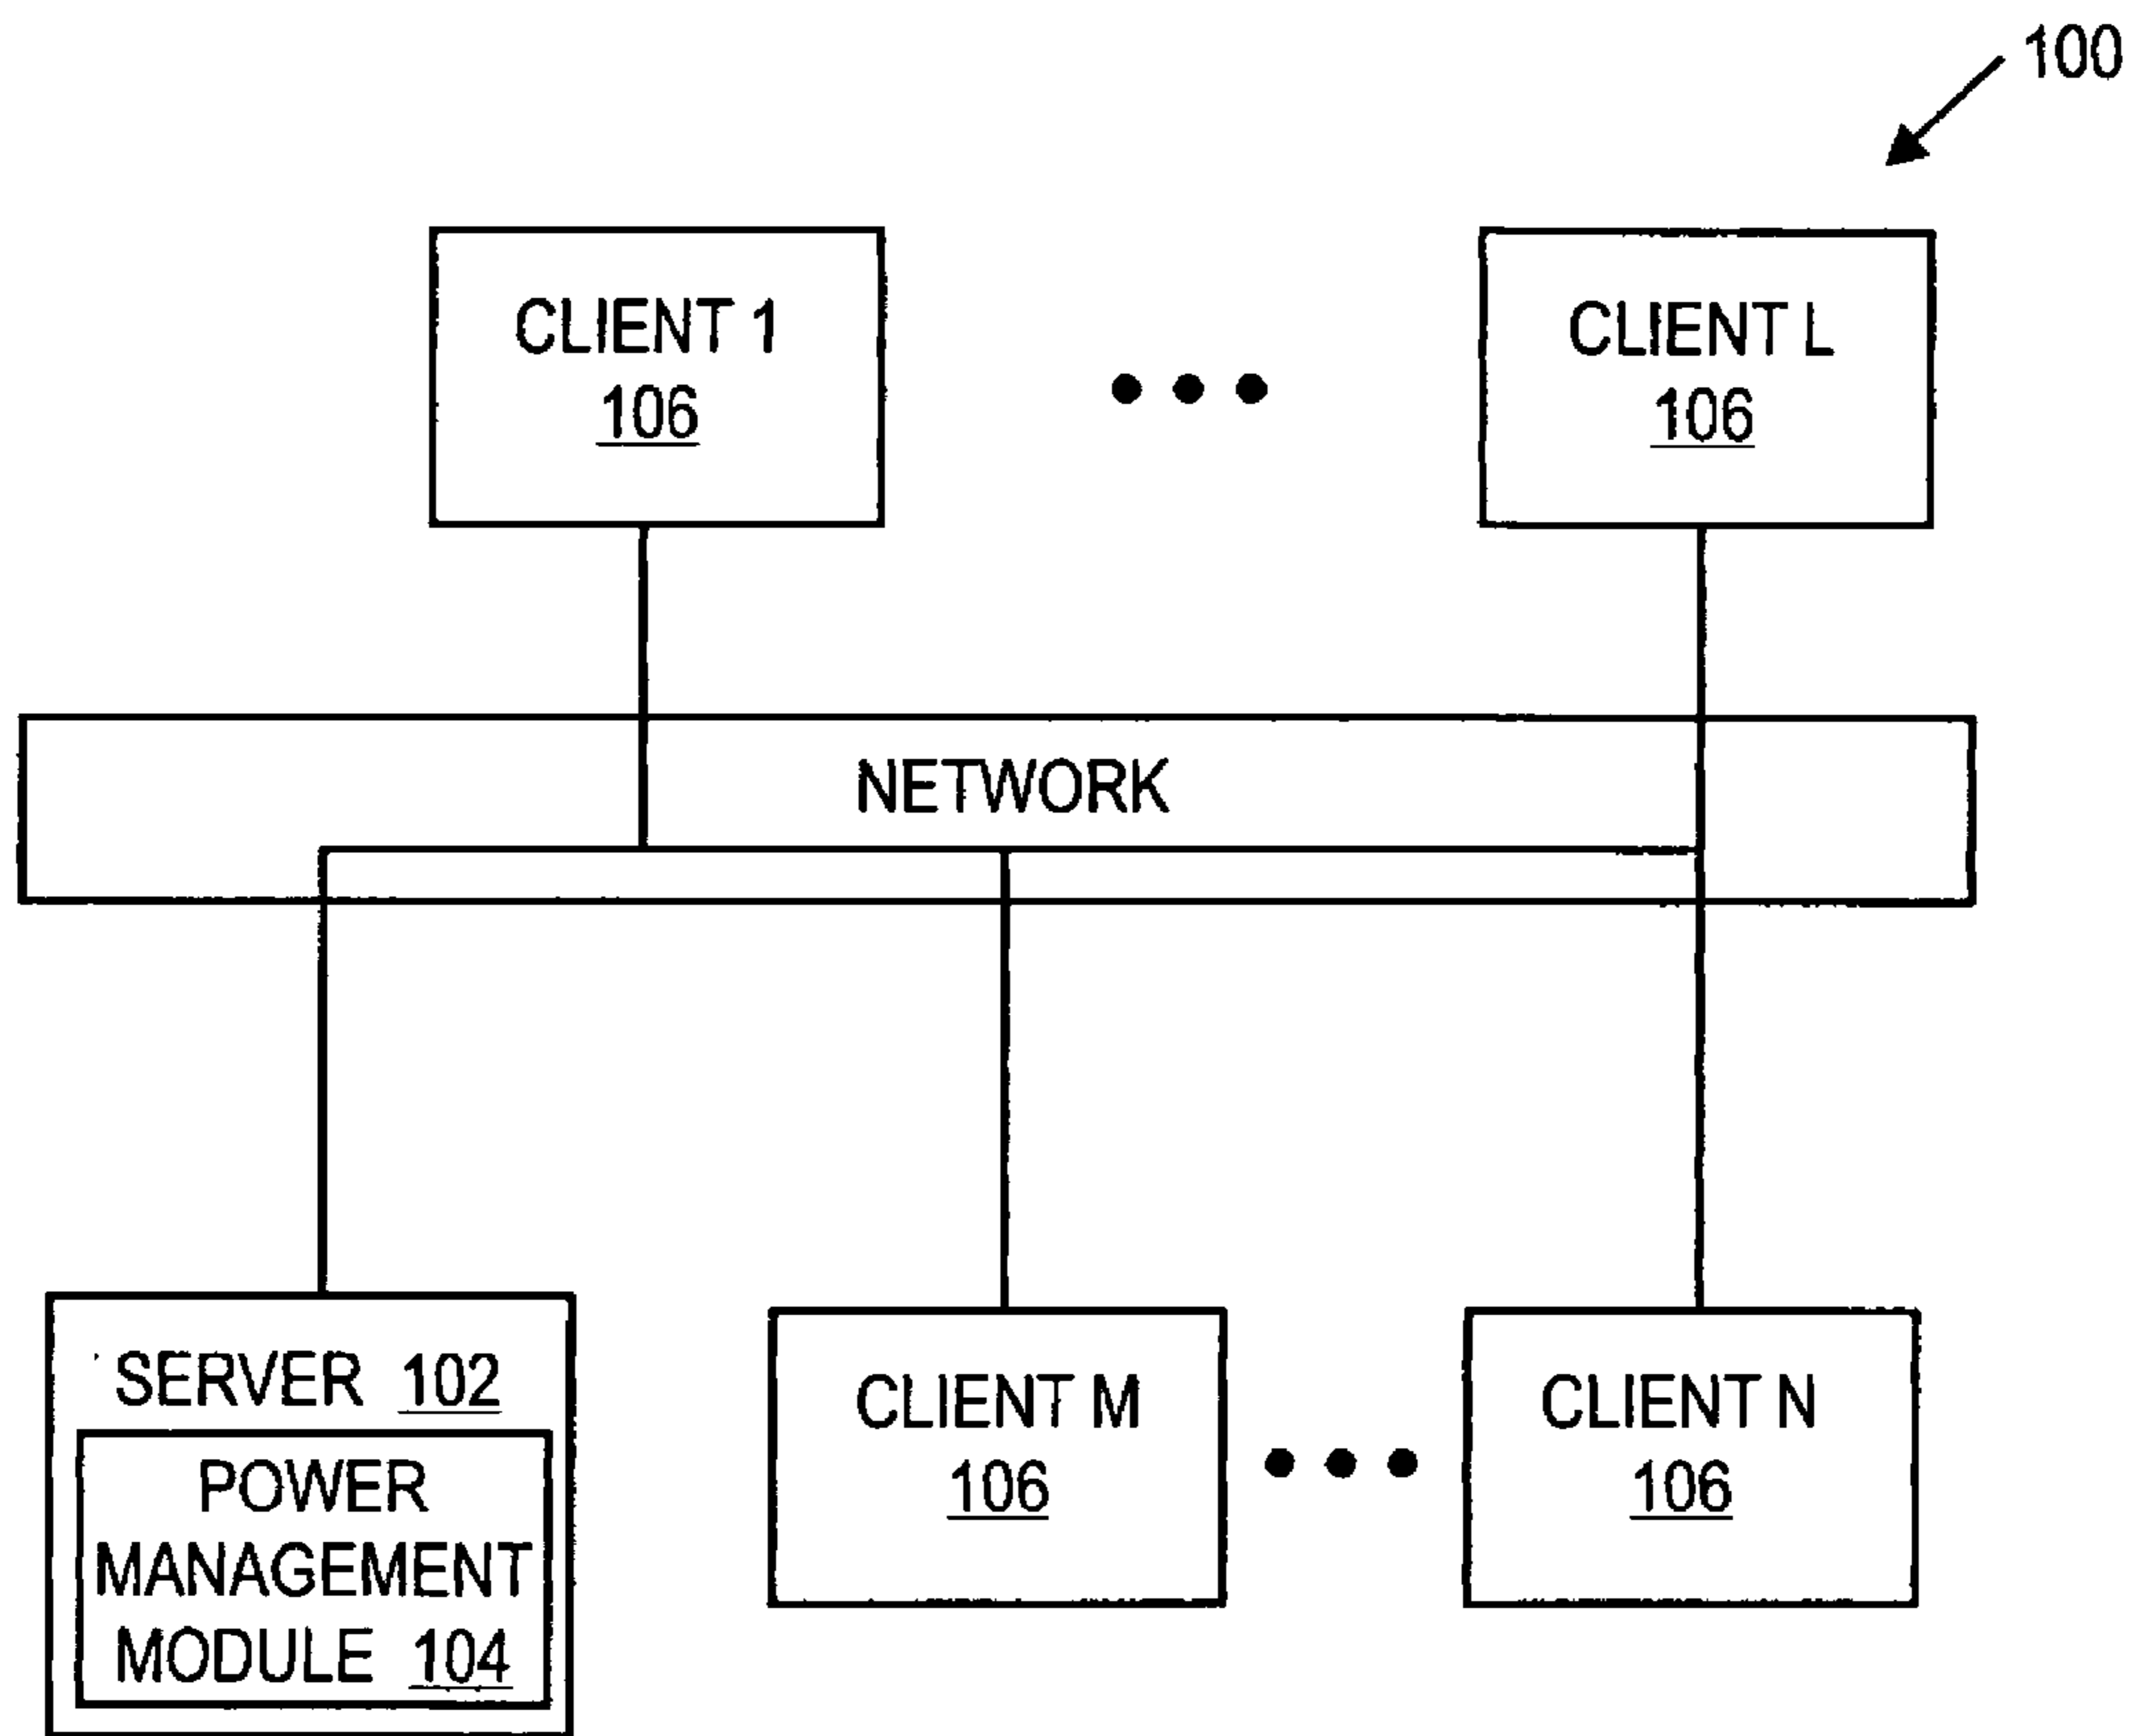 100
CLIENT 1
106
CLIENT L
106
NETWORK
SERVER 102
POWER
MANAGEMENT
MODULE 104
CLIENT M
106
CLIENT N
106